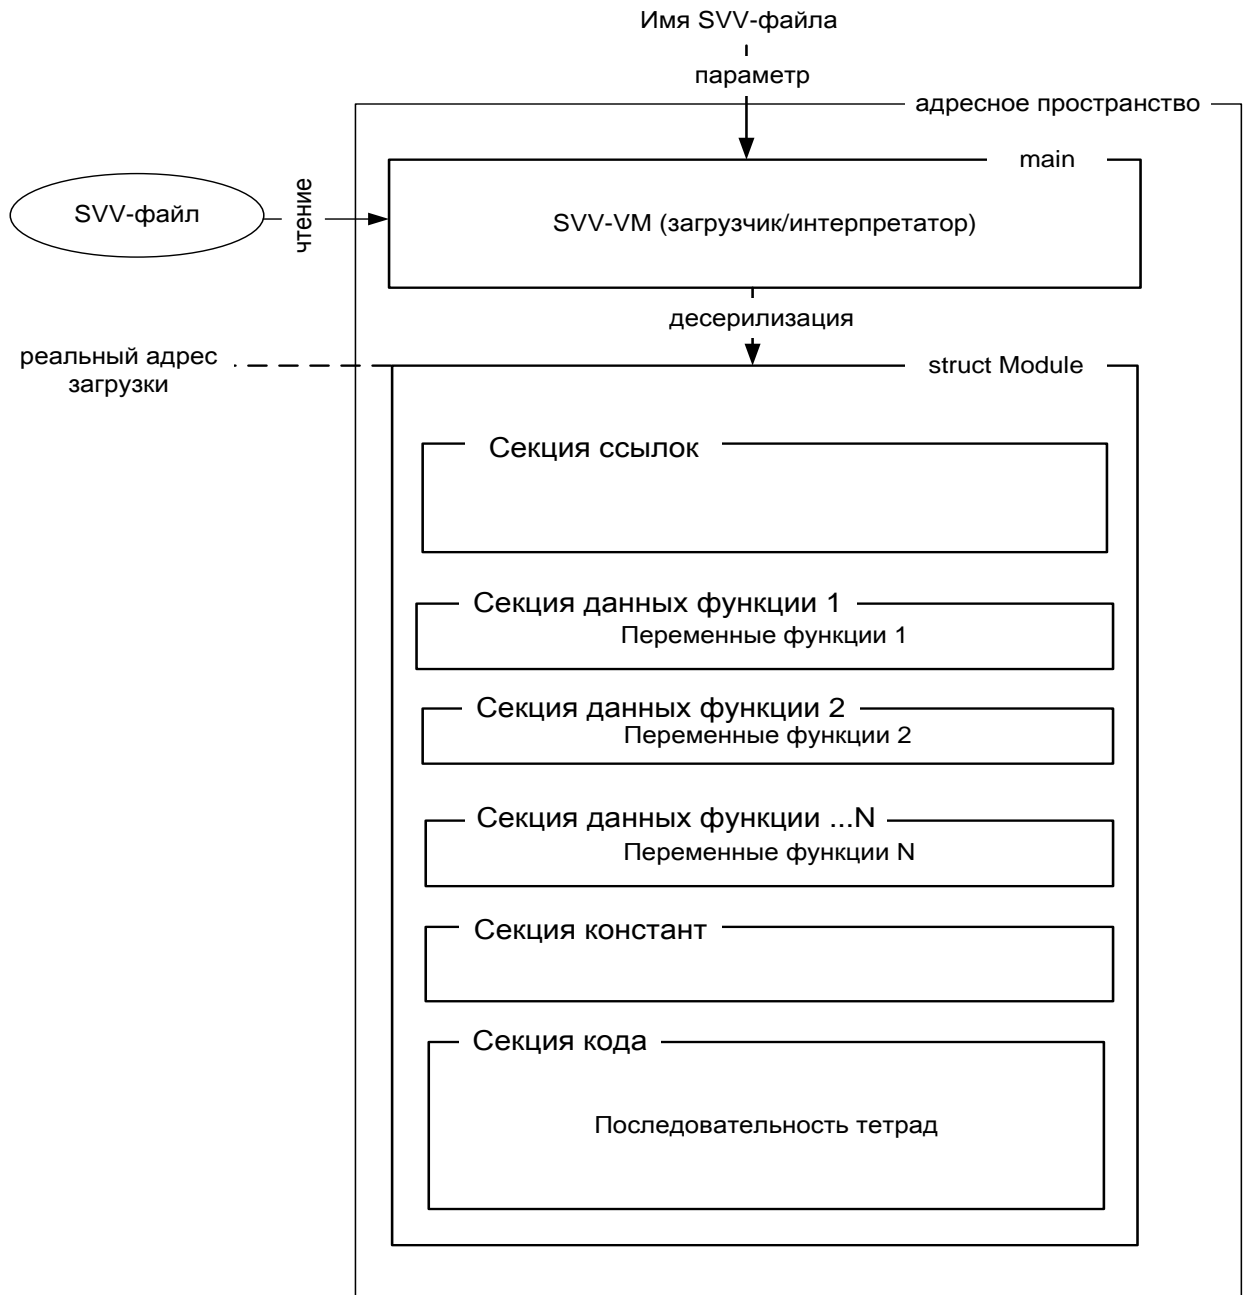 Имя SVV-файла
параметр
адресное пространство
main
SVV-файл
чтение
SVV-VM (загрузчик/интерпретатор)
десерилизация
реальный адрес
загрузки
struct Module
Секция ссылок
Секция данных функции 1
Переменные функции 1
Секция данных функции 2
Переменные функции 2
Секция данных функции ...N
Переменные функции N
Секция констант
Секция кода
Последовательность тетрад